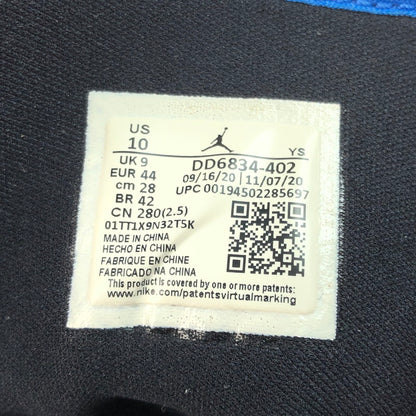 US
10
YS
UK 9
EUR 44
cm 28
BR 42
CN 280(2.5)
DD6834-402
09/16/20 | 11/07/20
UPC 00194502285697
01TT1X9N32T5K
MADE IN CHINA
HECHO EN CHINA
FABRIQUE EN CHINE
FABRICADO NA CHINA
This product is covered by one or more patents:
www.nike.com/patentsvirtualmarking